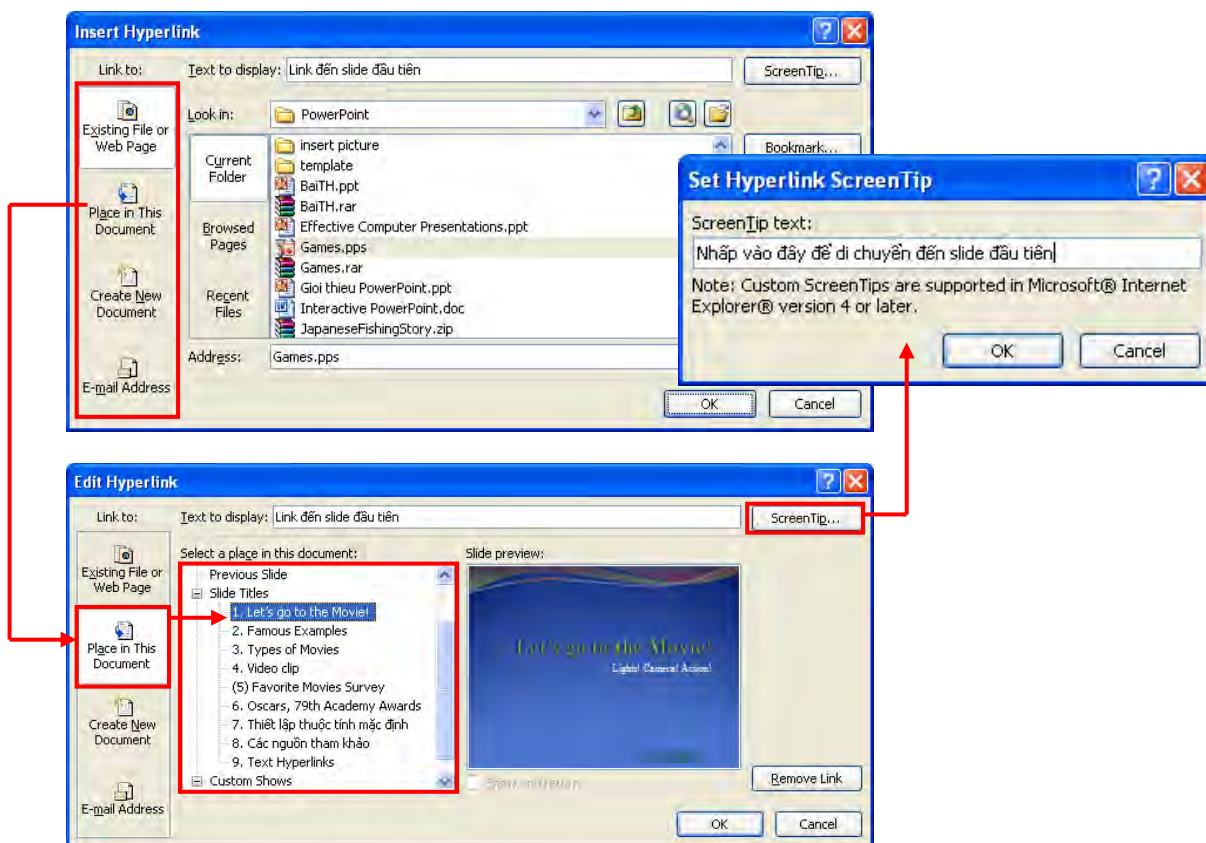 Insert Hyperlink
Link to:
Text to display: Link đến slide đầu tiên
ScreenTip...
Existing File or
Web Page
Place in This
Document
Create New
Document
E-mail Address
Look in: PowerPoint
Current
Folder
Browsed
Pages
Recent
Files
insert picture
template
BaiTH.ppt
BaiTH.rar
Effective Computer Presentations.ppt
Games.pps
Games.rar
Gioi thieu PowerPoint.ppt
Interactive PowerPoint.doc
JapaneseFishingStory.zip
Bookmark...
Address: Games.pps
OK
Cancel
Set Hyperlink ScreenTip
ScreenTip text:
Nhấp vào đây để di chuyển đến slide đầu tiên
Note: Custom ScreenTips are supported in Microsoft® Internet
Explorer® version 4 or later.
OK
Cancel
Edit Hyperlink
Link to:
Text to display: Link đến slide đầu tiên
ScreenTip...
Existing File or
Web Page
Place in This
Document
Create New
Document
E-mail Address
Select a place in this document:
Previous Slide
Slide Titles
1. Let's go to the Movie!
2. Famous Examples
3. Types of Movies
4. Video clip
(5) Favorite Movies Survey
6. Oscars, 79th Academy Awards
7. Thiết lập thuộc tính mặc định
8. Các nguồn tham khảo
9. Text Hyperlinks
Custom Shows
Slide preview:
Let's go to the Movie!
Lights! Camera! Action!
Show and return
Remove Link
OK
Cancel